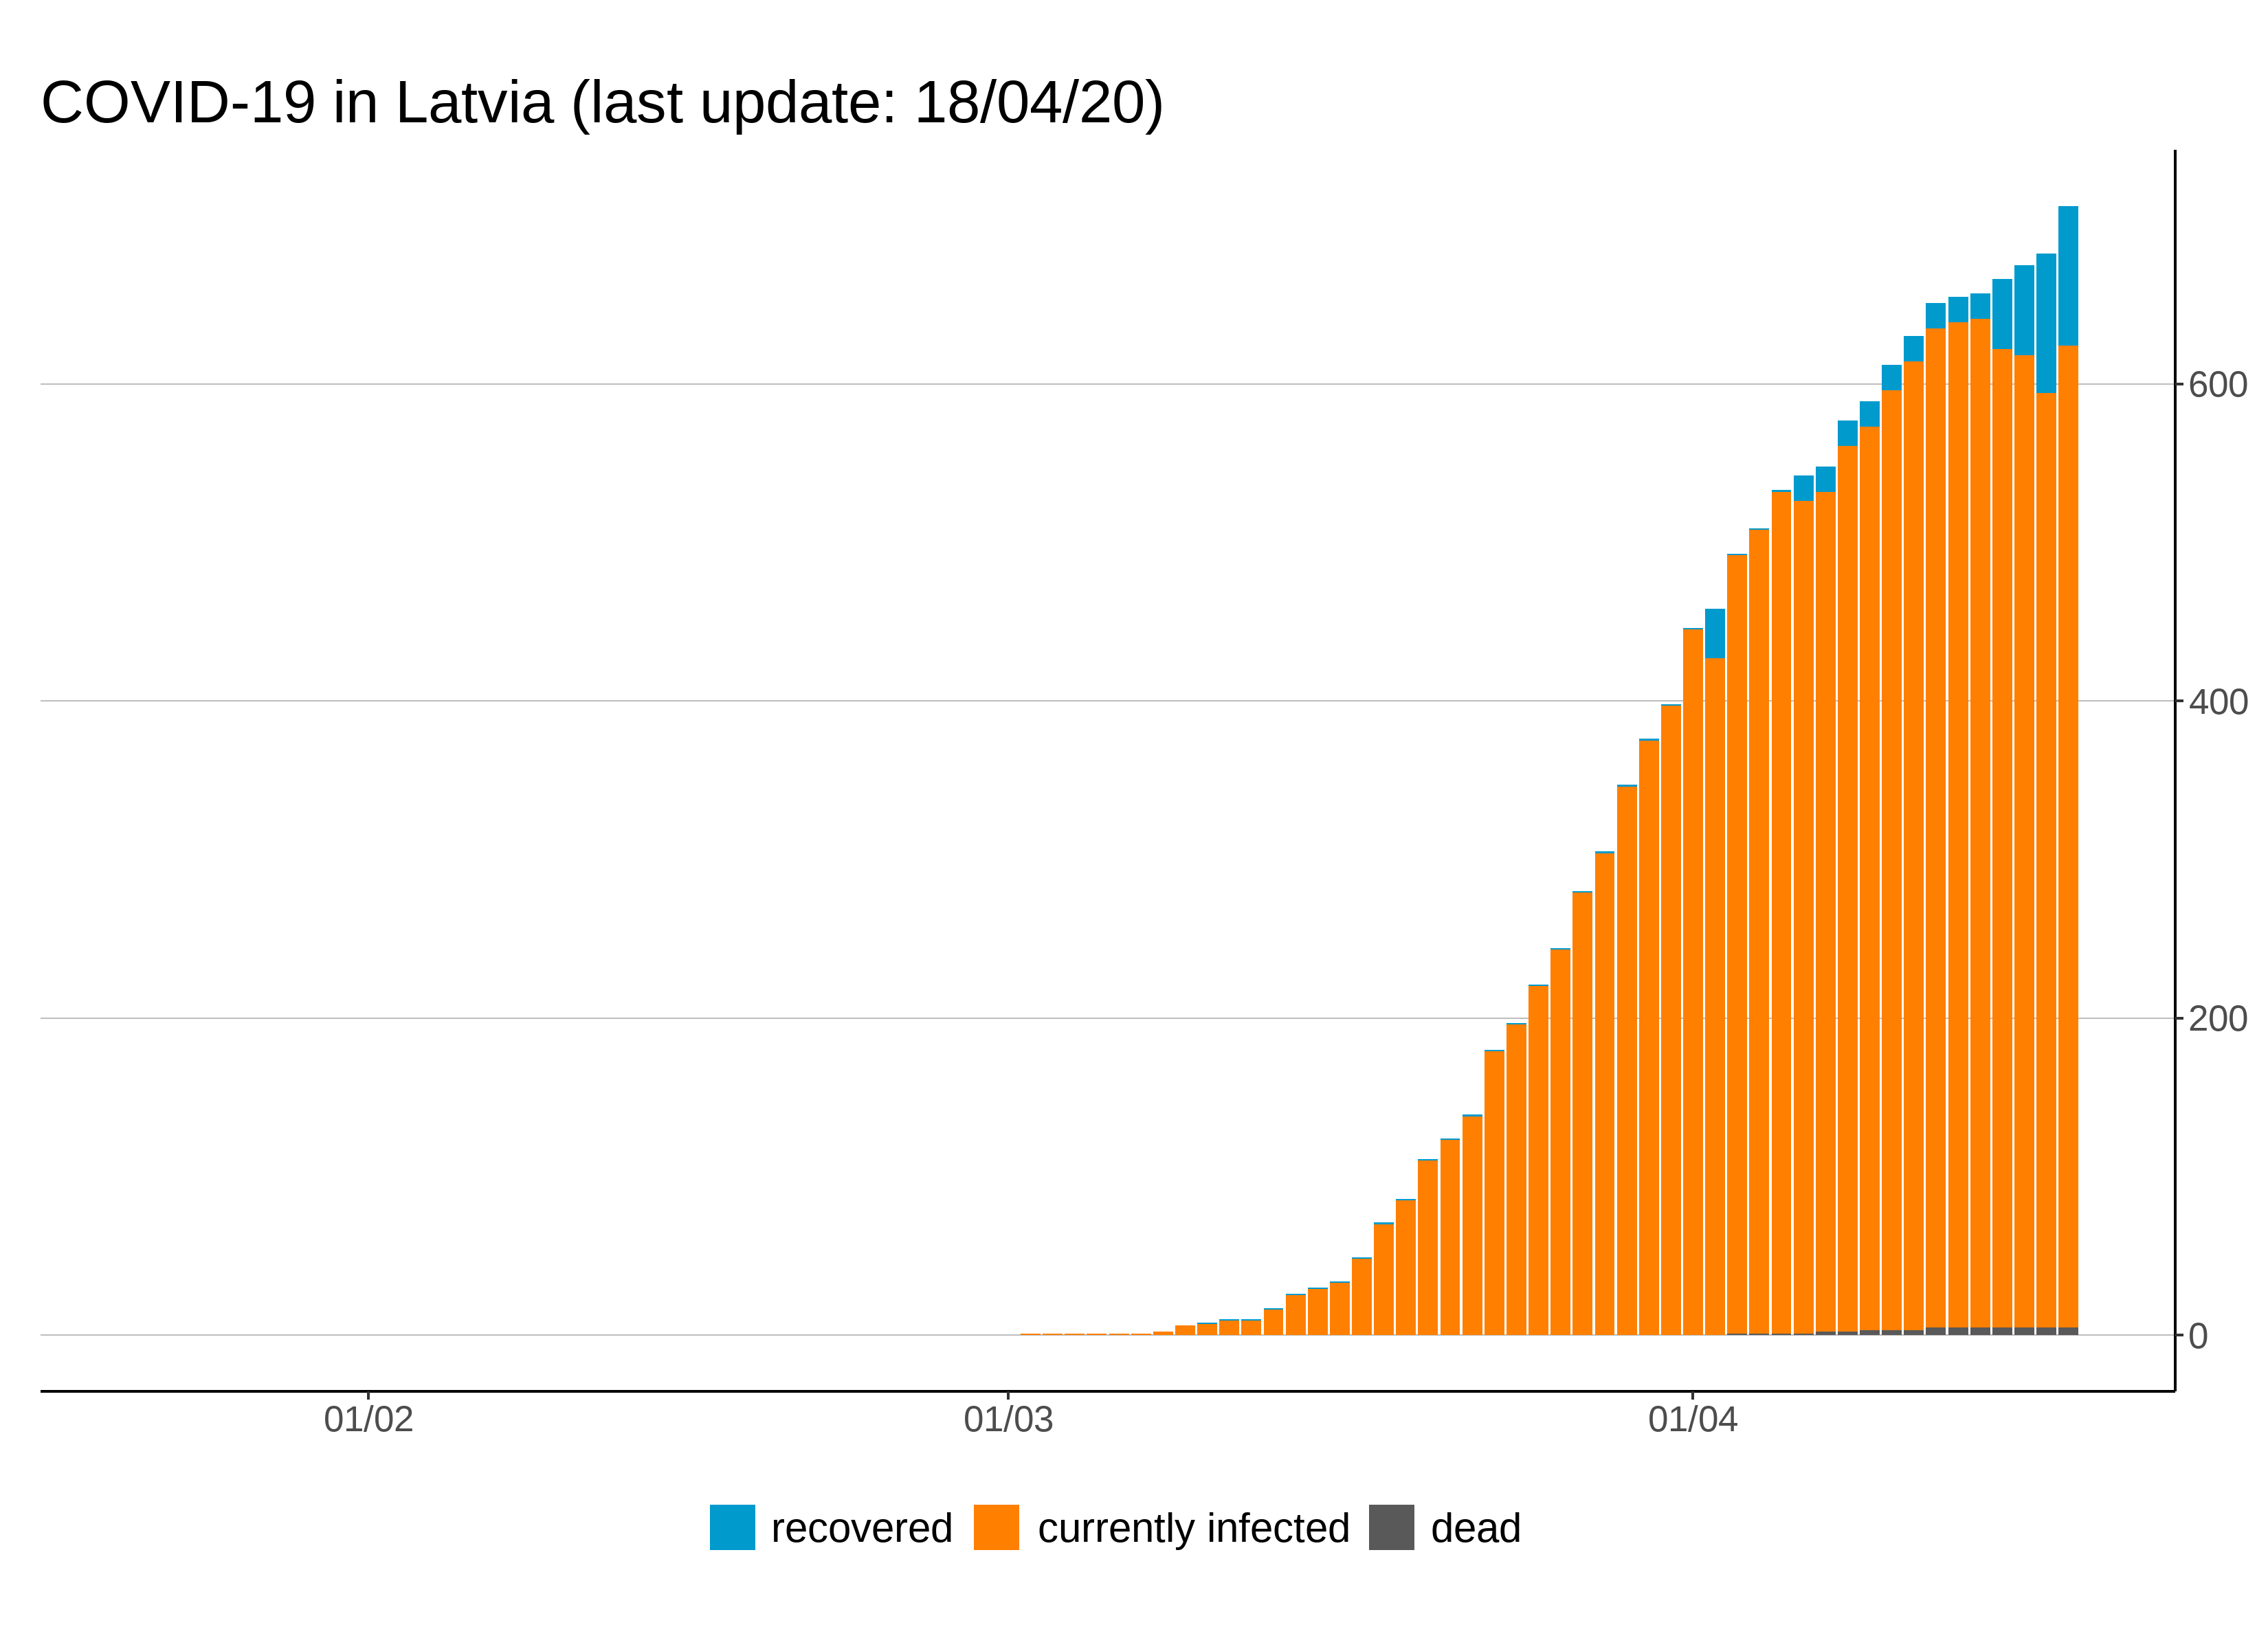 COVID-19 in Latvia (last update: 18/04/20)
600
400
200
0
01/02 01/03 01/04
recovered currently infected dead